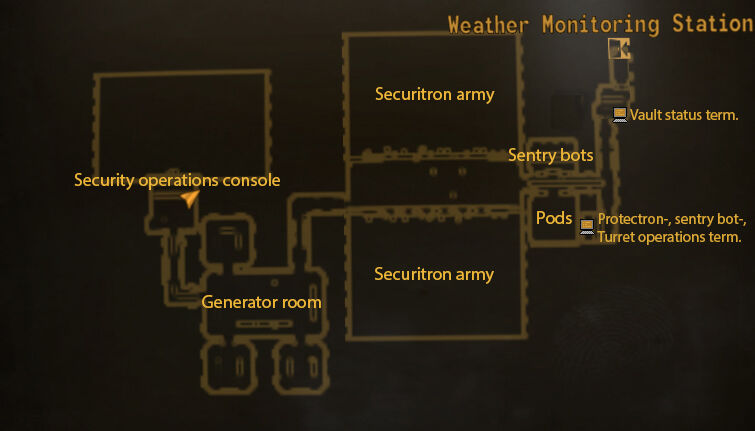 Weather Monitoring Station
Securitron army
Vault status term.
Sentry bots
Security operations console
Pods
Protectron-, sentry bot-,
Turret operations term.
Securitron army
Generator room